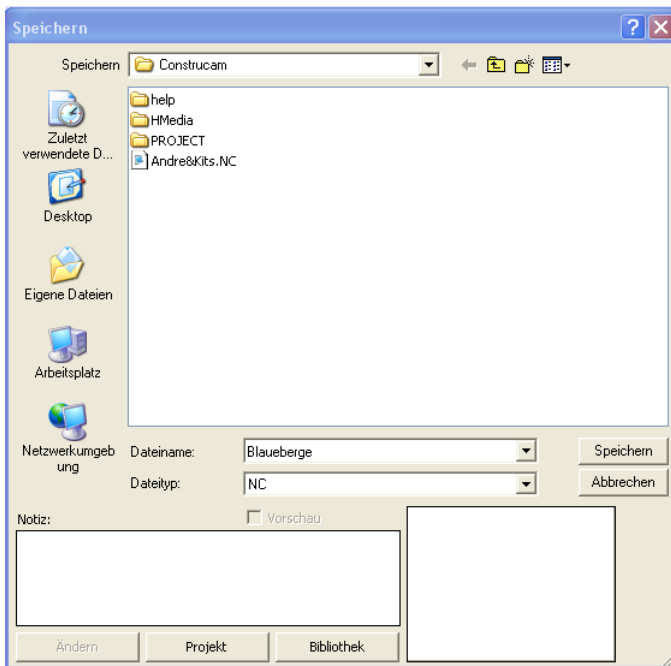 Speichern
Speichern
Construcam
help
HMedia
PROJECT
Andre&Kits.NC
Zuletzt
verwendete D...
Desktop
Eigene Dateien
Arbeitsplatz
Netzwerkumgeb
ung
Dateiname:
Blaueberge
Speichern
Dateityp:
NC
Abbrechen
Notiz:
Vorschau
Ändern
Projekt
Bibliothek